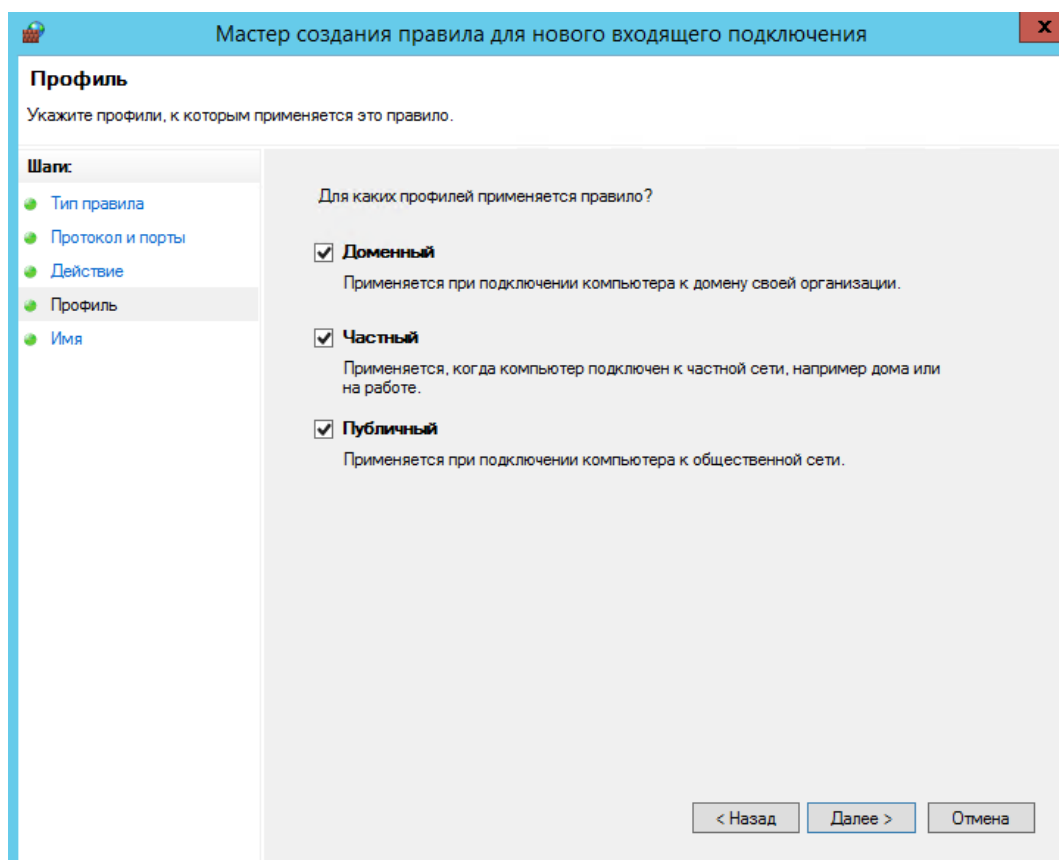 Мастер создания правила для нового входящего подключения
x
Профиль
Укажите профили, к которым применяется это правило.
Шаги:
Тип правила
Протокол и порты
Действие
Профиль
Имя
Для каких профилей применяется правило?
Доменный
Применяется при подключении компьютера к домену своей организации.
Частный
Применяется, когда компьютер подключен к частной сети, например дома или
на работе.
Публичный
Применяется при подключении компьютера к общественной сети.
< Назад
Далее >
Отмена